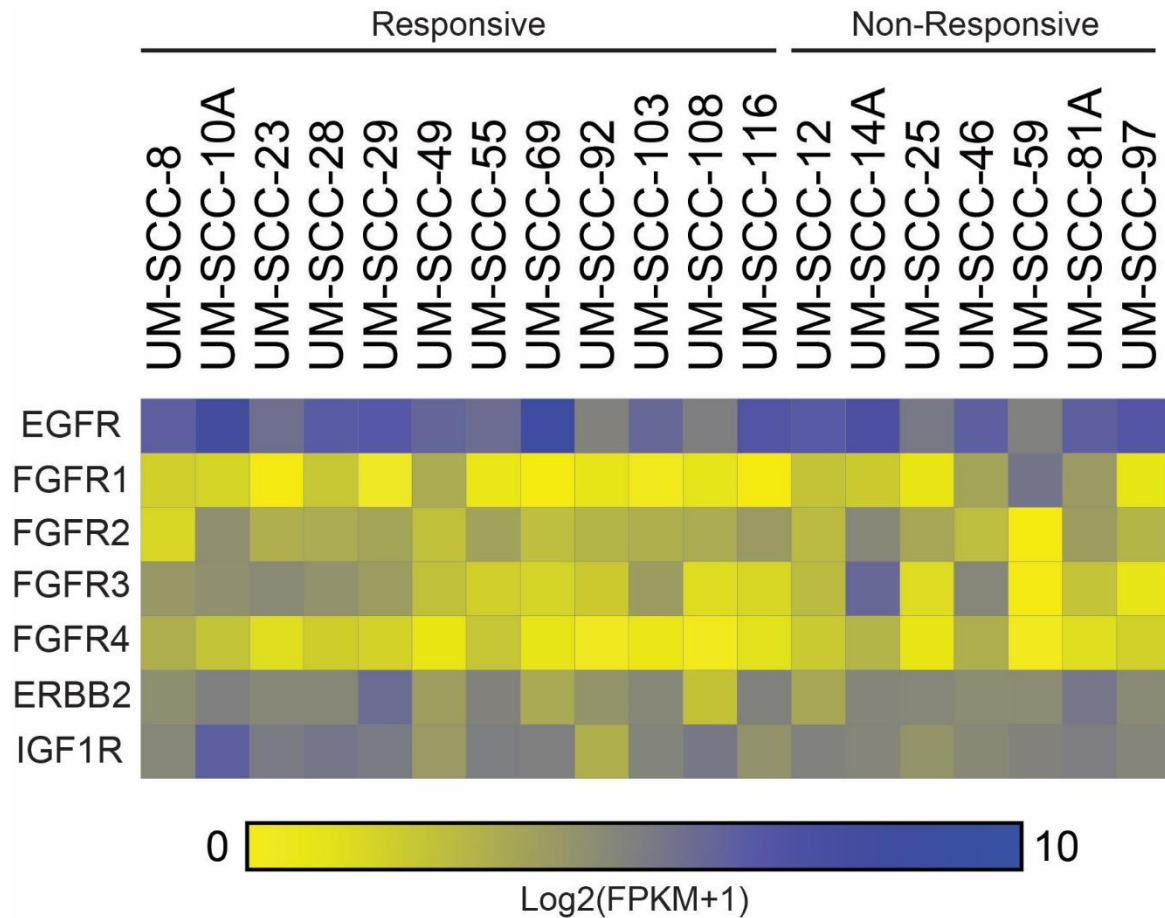 Responsive Non-Responsive
UM-SCC-8
UM-SCC-10A
UM-SCC-23
UM-SCC-28
UM-SCC-29
UM-SCC-49
UM-SCC-55
UM-SCC-69
UM-SCC-92
UM-SCC-103
UM-SCC-108
UM-SCC-116
UM-SCC-12
UM-SCC-14A
UM-SCC-25
UM-SCC-46
UM-SCC-59
UM-SCC-81A
UM-SCC-97
EGFR
FGFR1
FGFR2
FGFR3
FGFR4
ERBB2
IGF1R
0 10
Log2(FPKM+1)